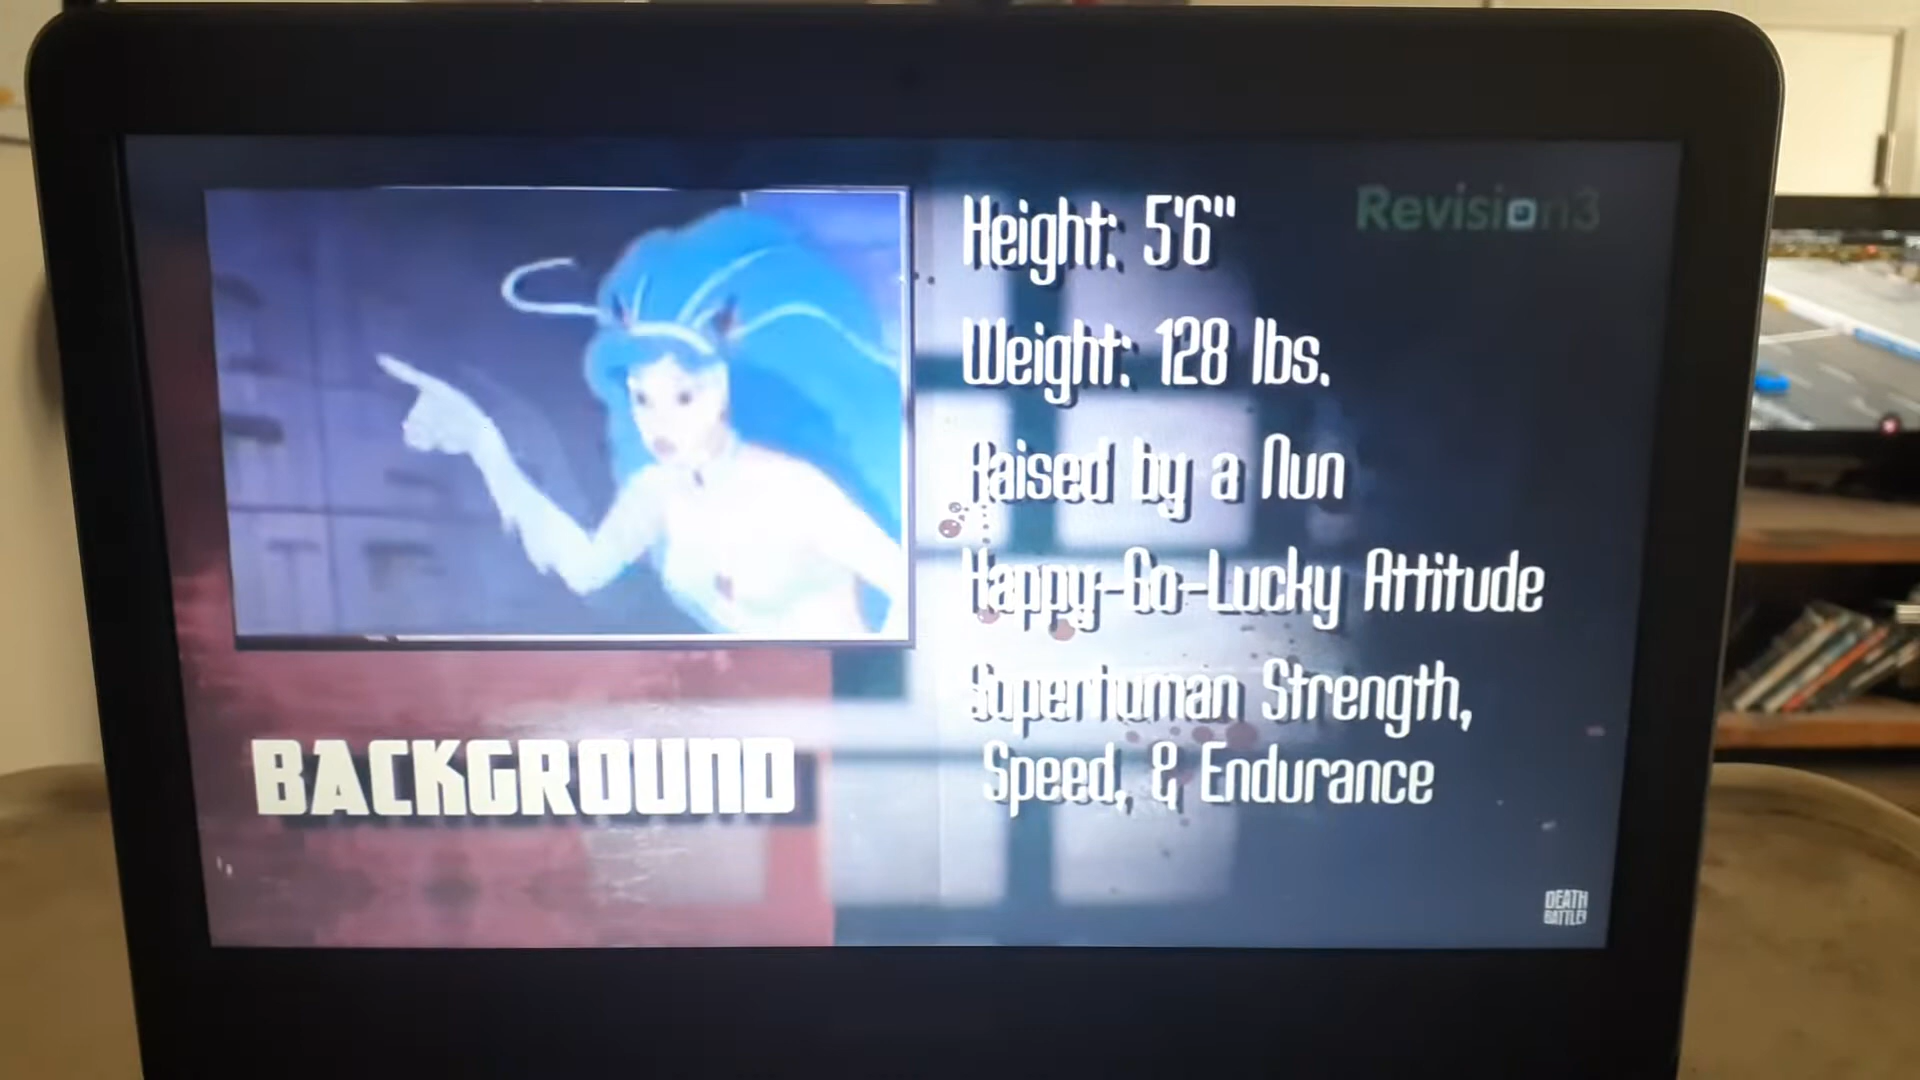 Revision3
Height: 5'6"
Weight: 128 lbs.
Raised by a Nun
Happy-Go-Lucky Attitude
Superhuman Strength,
Speed, & Endurance
BACKGROUND
DEATH
BATTLE!